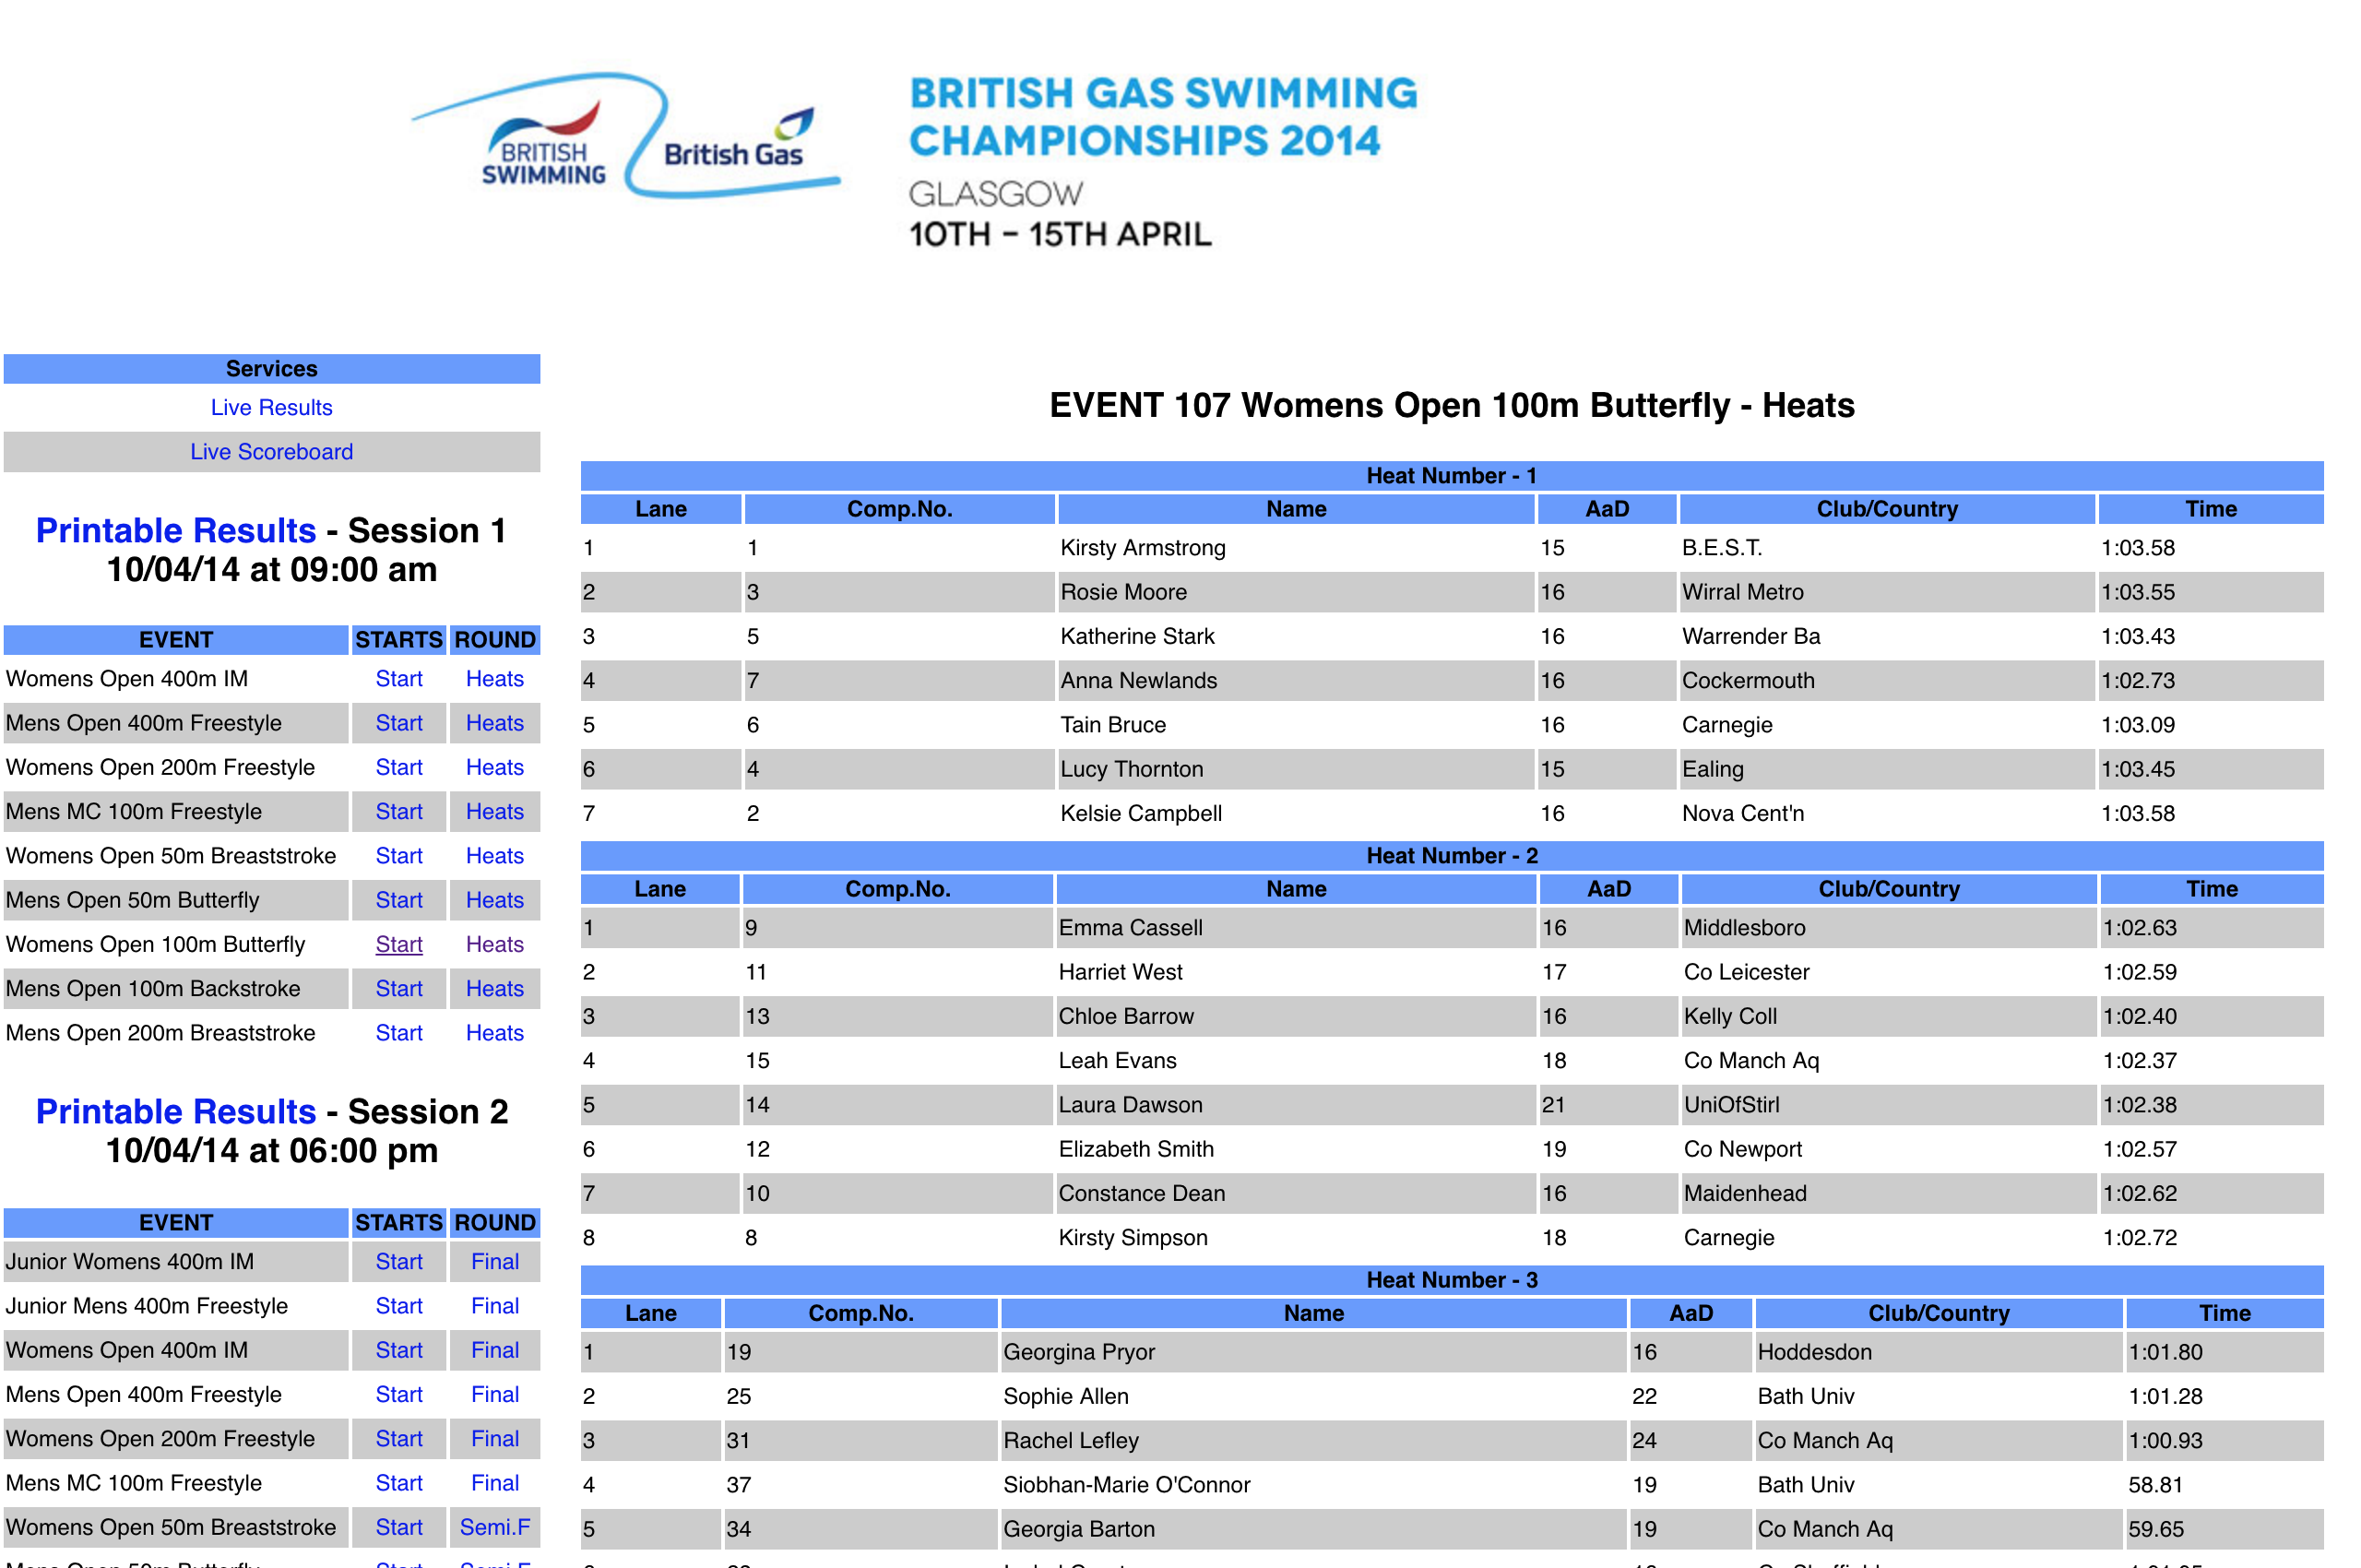 BRITISH SWIMMING
British Gas
BRITISH GAS SWIMMING
CHAMPIONSHIPS 2014
GLASGOW
10TH – 15TH APRIL
Services
Live Results
Live Scoreboard
Printable Results - Session 1
10/04/14 at 09:00 am
EVENT STARTS ROUND
Womens Open 400m IM Start Heats
Mens Open 400m Freestyle Start Heats
Womens Open 200m Freestyle Start Heats
Mens MC 100m Freestyle Start Heats
Womens Open 50m Breaststroke Start Heats
Mens Open 50m Butterfly Start Heats
Womens Open 100m Butterfly Start Heats
Mens Open 100m Backstroke Start Heats
Mens Open 200m Breaststroke Start Heats
Printable Results - Session 2
10/04/14 at 06:00 pm
EVENT STARTS ROUND
Junior Womens 400m IM Start Final
Junior Mens 400m Freestyle Start Final
Womens Open 400m IM Start Final
Mens Open 400m Freestyle Start Final
Womens Open 200m Freestyle Start Final
Mens MC 100m Freestyle Start Final
Womens Open 50m Breaststroke Start Semi.F
EVENT 107 Womens Open 100m Butterfly - Heats
Heat Number - 1
Lane Comp.No. Name AaD Club/Country Time
1 1 Kirsty Armstrong 15 B.E.S.T. 1:03.58
2 3 Rosie Moore 16 Wirral Metro 1:03.55
3 5 Katherine Stark 16 Warrender Ba 1:03.43
4 7 Anna Newlands 16 Cockermouth 1:02.73
5 6 Tain Bruce 16 Carnegie 1:03.09
6 4 Lucy Thornton 15 Ealing 1:03.45
7 2 Kelsie Campbell 16 Nova Cent'n 1:03.58
Heat Number - 2
Lane Comp.No. Name AaD Club/Country Time
1 9 Emma Cassell 16 Middlesboro 1:02.63
2 11 Harriet West 17 Co Leicester 1:02.59
3 13 Chloe Barrow 16 Kelly Coll 1:02.40
4 15 Leah Evans 18 Co Manch Aq 1:02.37
5 14 Laura Dawson 21 UniOfStirl 1:02.38
6 12 Elizabeth Smith 19 Co Newport 1:02.57
7 10 Constance Dean 16 Maidenhead 1:02.62
8 8 Kirsty Simpson 18 Carnegie 1:02.72
Heat Number - 3
Lane Comp.No. Name AaD Club/Country Time
1 19 Georgina Pryor 16 Hoddesdon 1:01.80
2 25 Sophie Allen 22 Bath Univ 1:01.28
3 31 Rachel Lefley 24 Co Manch Aq 1:00.93
4 37 Siobhan-Marie O'Connor 19 Bath Univ 58.81
5 34 Georgia Barton 19 Co Manch Aq 59.65